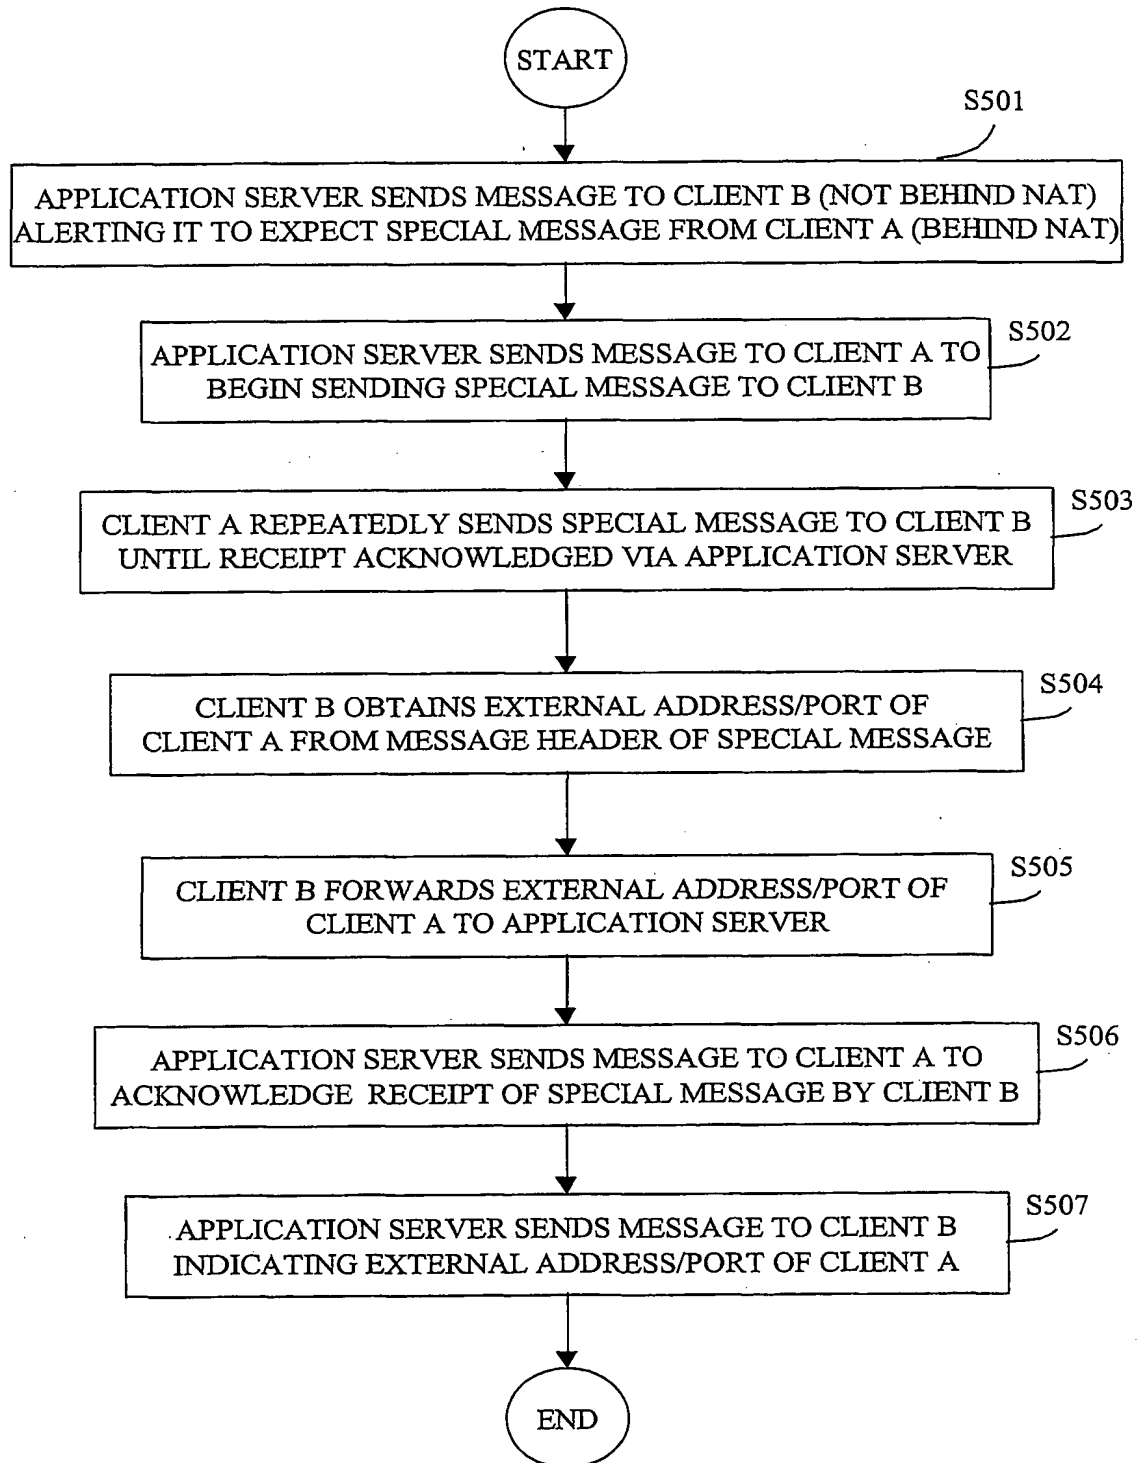 START
S501
APPLICATION SERVER SENDS MESSAGE TO CLIENT B (NOT BEHIND NAT)
ALERTING IT TO EXPECT SPECIAL MESSAGE FROM CLIENT A (BEHIND NAT)
S502
APPLICATION SERVER SENDS MESSAGE TO CLIENT A TO
BEGIN SENDING SPECIAL MESSAGE TO CLIENT B
S503
CLIENT A REPEATEDLY SENDS SPECIAL MESSAGE TO CLIENT B
UNTIL RECEIPT ACKNOWLEDGED VIA APPLICATION SERVER
S504
CLIENT B OBTAINS EXTERNAL ADDRESS/PORT OF
CLIENT A FROM MESSAGE HEADER OF SPECIAL MESSAGE
S505
CLIENT B FORWARDS EXTERNAL ADDRESS/PORT OF
CLIENT A TO APPLICATION SERVER
S506
APPLICATION SERVER SENDS MESSAGE TO CLIENT A TO
ACKNOWLEDGE RECEIPT OF SPECIAL MESSAGE BY CLIENT B
S507
APPLICATION SERVER SENDS MESSAGE TO CLIENT B
INDICATING EXTERNAL ADDRESS/PORT OF CLIENT A
END